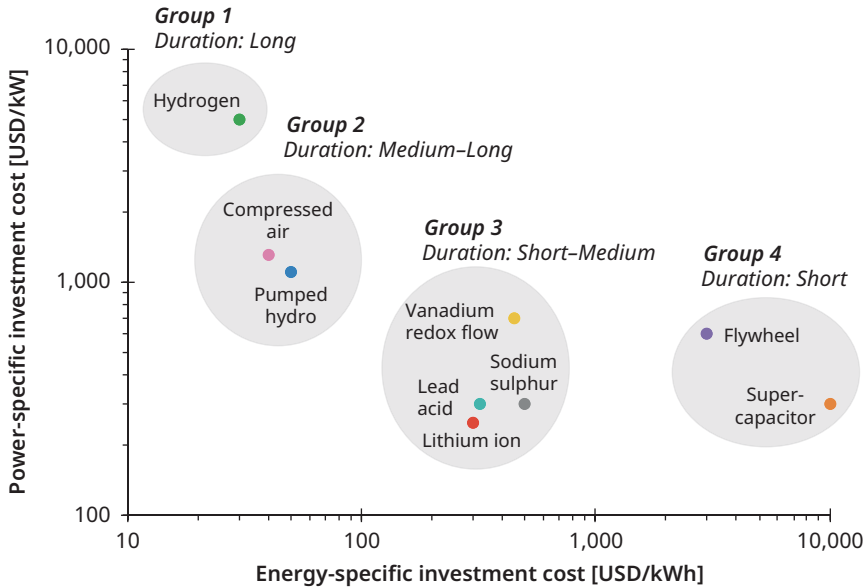 Group 1
Duration: Long
10,000
Hydrogen
Group 2
Duration: Medium–Long
Compressed
air
Pumped
hydro
Group 3
Duration: Short–Medium
Group 4
Duration: Short
1,000
Vanadium
redox flow
Sodium
sulphur
Lead
acid
Lithium ion
Flywheel
Super-
capacitor
100
10
100
1,000
10,000
Power-specific investment cost [USD/kW]
Energy-specific investment cost [USD/kWh]